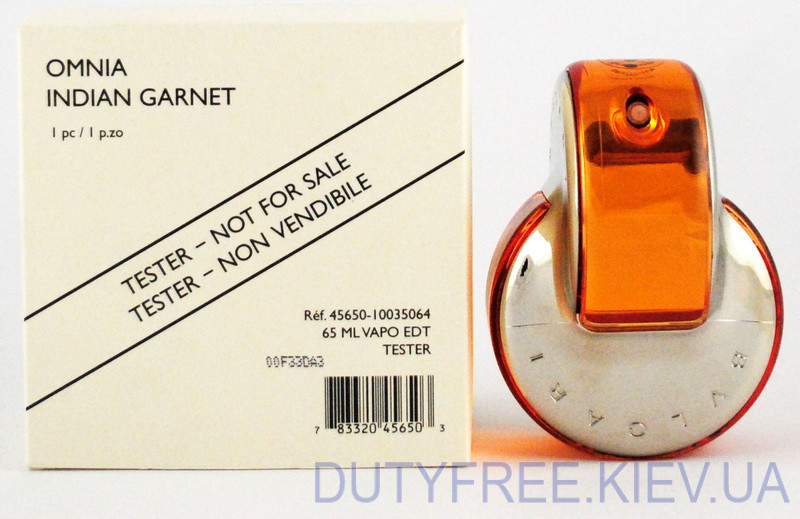 OMNIA
INDIAN GARNET
1 pc / 1 p.zo
TESTER – NOT FOR SALE
TESTER – NON VENDIBILE
Réf. 45650-10035064
65 ML VAPO EDT
TESTER
00F33DA3
7 83320 45650 3
BVLGARI
DUTYFREE.KIEV.UA